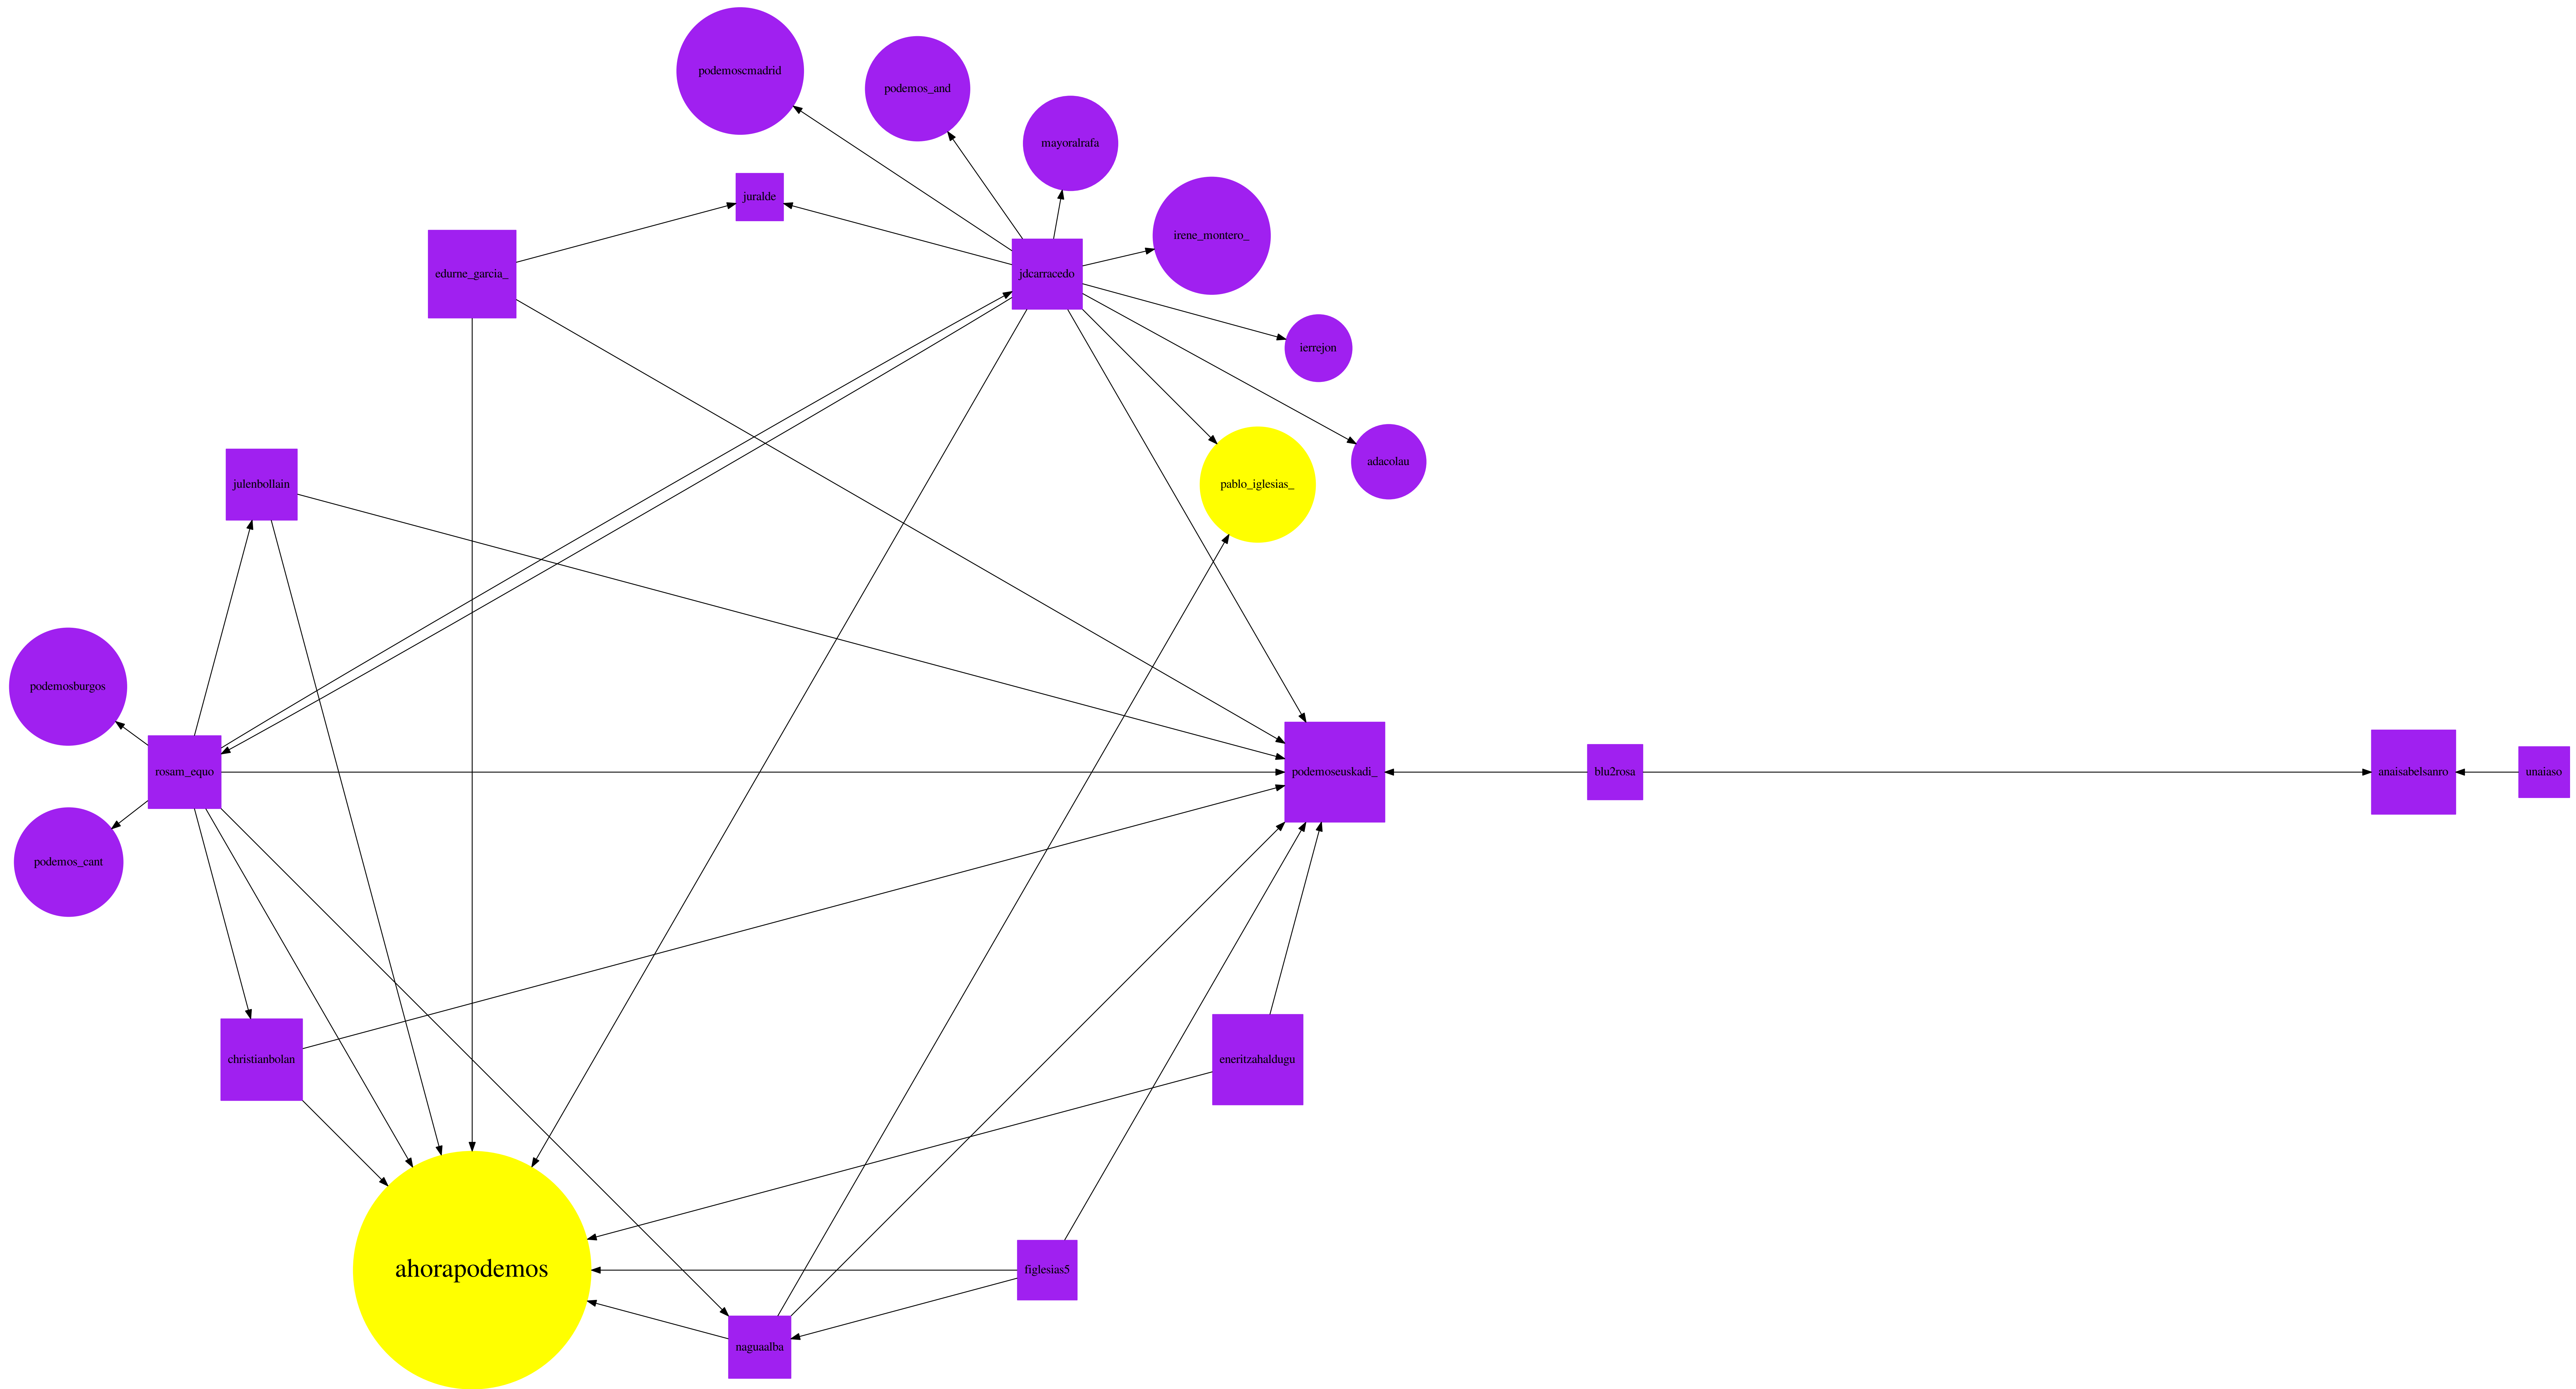 podemoscmadrid
podemos_and
mayoralrafa
juralde
irene_montero_
edurne_garcia_
jdcarracedo
ierrejon
adacolau
julenbollain
pablo_iglesias_
podemosburgos
rosam_equo
podemoseuskadi_
blu2rosa
anaisabelsanro
unaiaso
podemos_cant
christianbolan
eneritzahaldugu
ahorapodemos
figlesias5
naguaalba